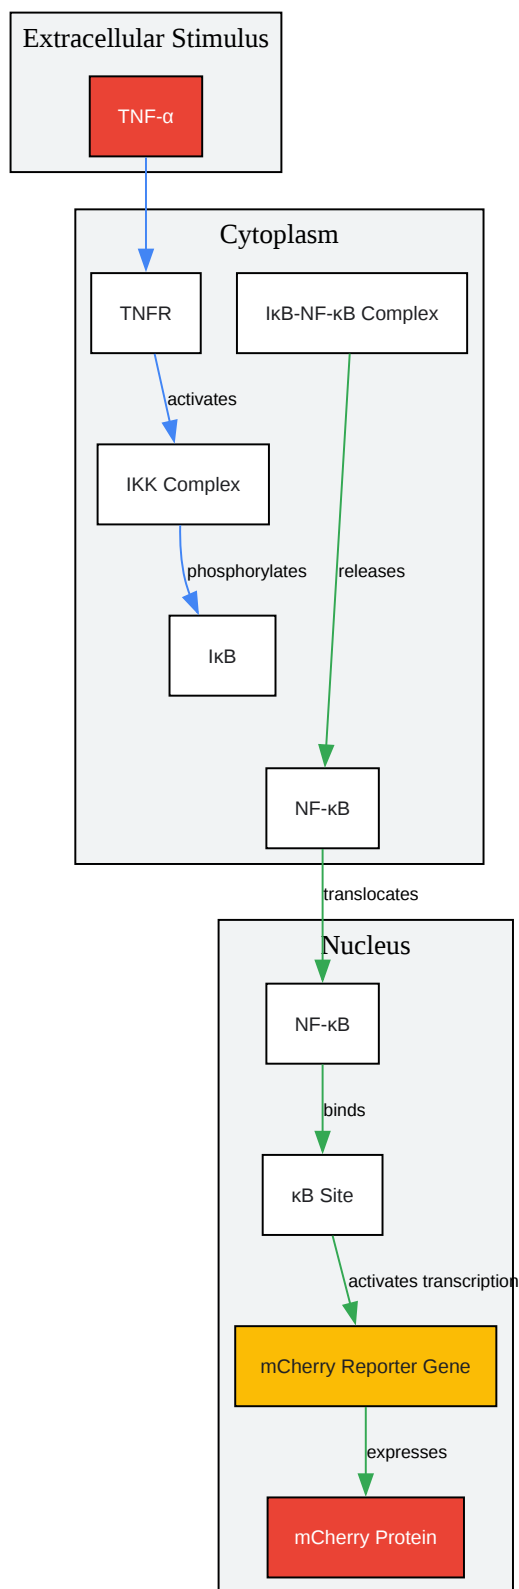 Extracellular Stimulus
TNF-α
Cytoplasm
TNFR
IκB-NF-κB Complex
activates
IKK Complex
phosphorylates
releases
IκB
NF-κB
translocates
Nucleus
NF-κB
binds
κB Site
activates transcription
mCherry Reporter Gene
expresses
mCherry Protein